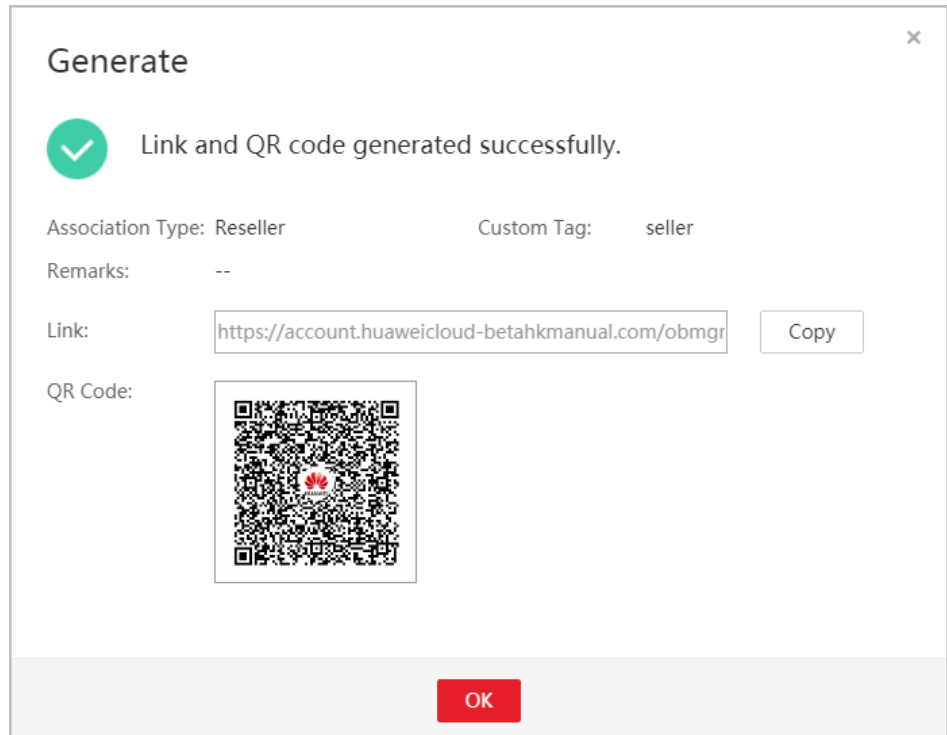 Generate
Link and QR code generated successfully.
Association Type: Reseller Custom Tag: seller
Remarks: --
Link: https://account.huaweicloud-betahkmanual.com/obmgr Copy
QR Code:
HUAWEI
OK